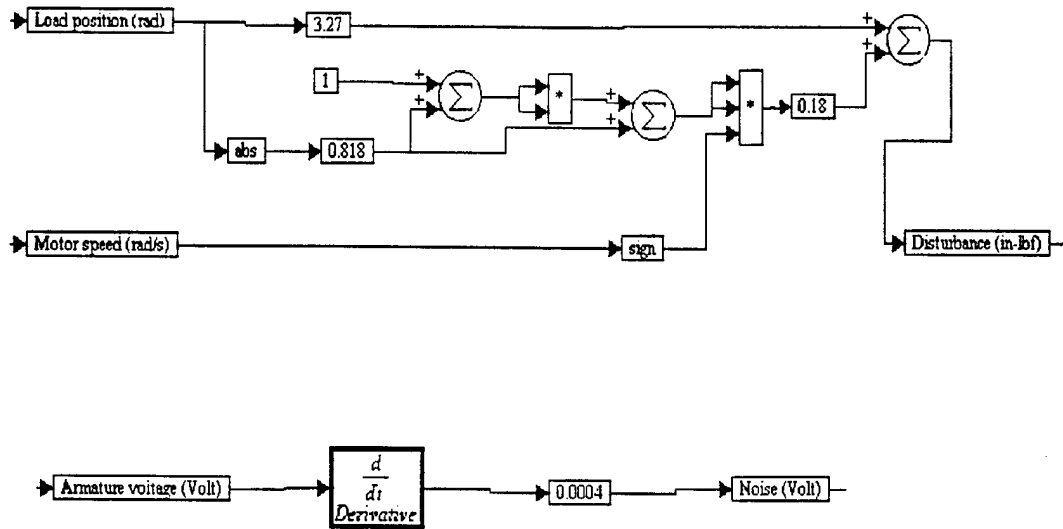 Load position (rad)
3.27
+
Σ
+
1
+
Σ
+
*
+
Σ
+
*
0.18
abs
0.818
Motor speed (rad/s)
sign
Disturbance (in-lbf)
Armature voitage (Volt)
d
dt
Derivative
0.0004
Noise (Volt)